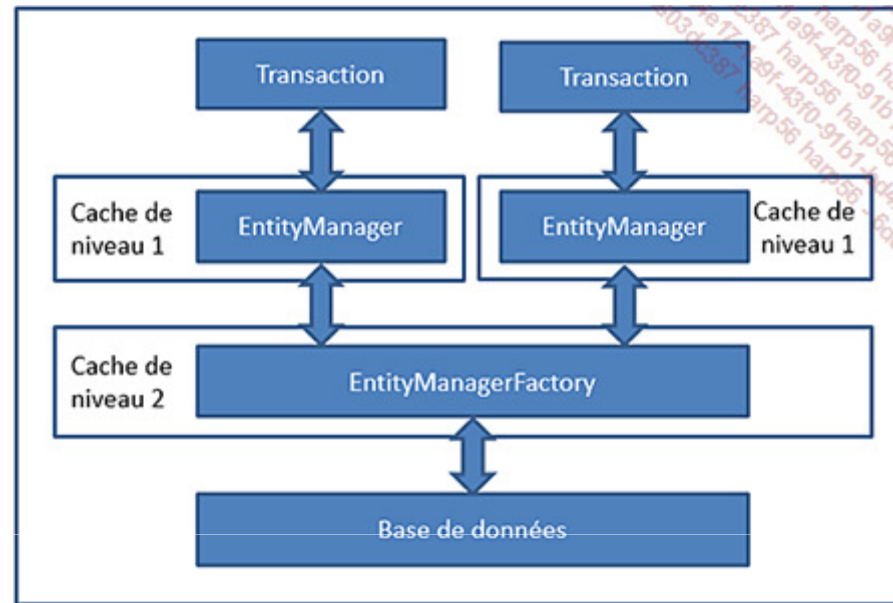 Transaction
Transaction
Cache de
niveau 1
EntityManager
EntityManager
Cache de
niveau 1
Cache de
niveau 2
EntityManagerFactory
Base de données